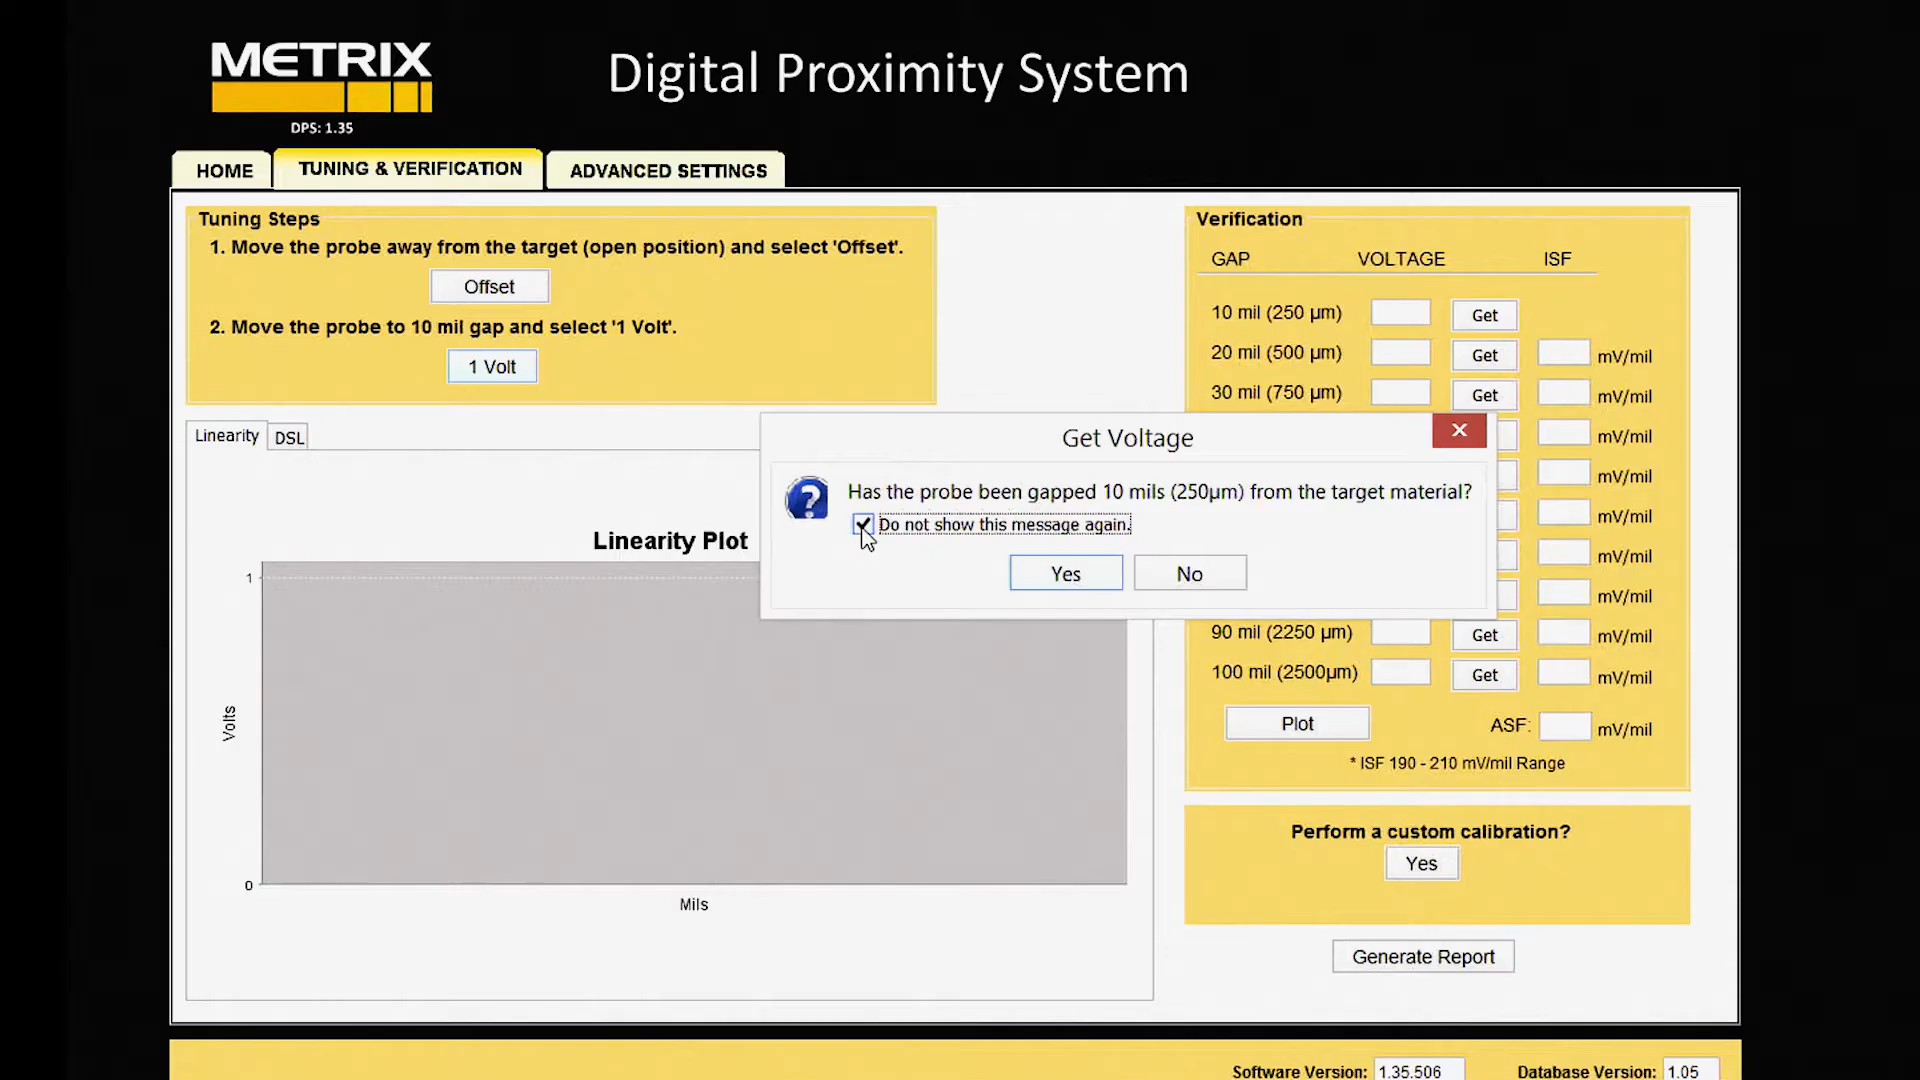 METRIX
DPS: 1.35
Digital Proximity System
HOME
TUNING & VERIFICATION
ADVANCED SETTINGS
Tuning Steps
1. Move the probe away from the target (open position) and select 'Offset'.
Offset
2. Move the probe to 10 mil gap and select '1 Volt'.
1 Volt
Linearity
DSL
Linearity Plot
1
Volts
0
Mils
Get Voltage
Has the probe been gapped 10 mils (250µm) from the target material?
Do not show this message again.
Yes
No
Verification
GAP VOLTAGE ISF
10 mil (250 µm) Get
20 mil (500 µm) Get mV/mil
30 mil (750 µm) Get mV/mil
mV/mil
mV/mil
mV/mil
mV/mil
mV/mil
90 mil (2250 µm) Get mV/mil
100 mil (2500µm) Get mV/mil
Plot ASF: mV/mil
* ISF 190 - 210 mV/mil Range
Perform a custom calibration?
Yes
Generate Report
Software Version: 1.35.506 Database Version: 1.05